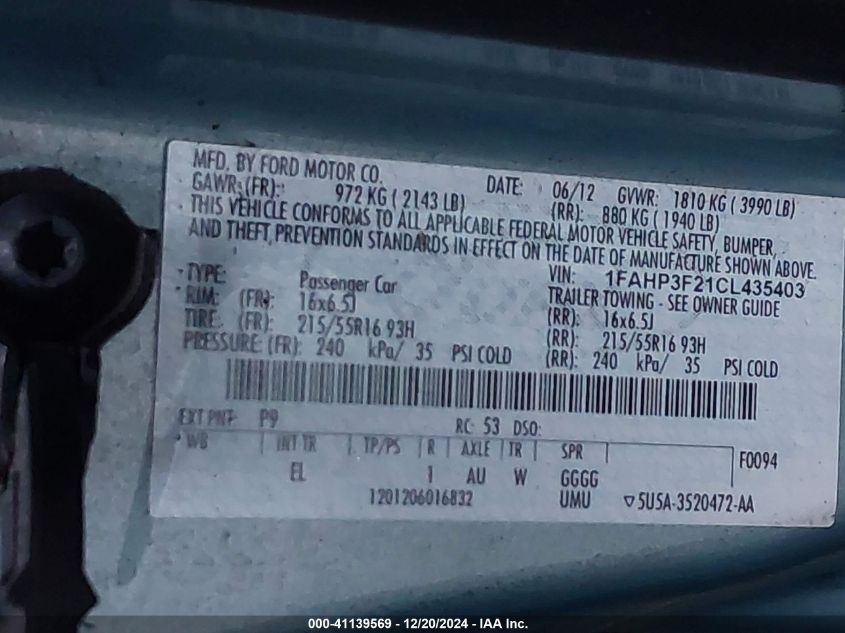 MFD. BY FORD MOTOR CO. DATE: 06/12 GVWR: 1810 KG ( 3990 LB)
GAWR:(FR): 972 KG ( 2143 LB) (RR): 880 KG ( 1940 LB)
THIS VEHICLE CONFORMS TO ALL APPLICABLE FEDERAL MOTOR VEHICLE SAFETY, BUMPER,
AND THEFT PREVENTION STANDARDS IN EFFECT ON THE DATE OF MANUFACTURE SHOWN ABOVE.
VIN: 1FAHP3F21CL435403
TYPE: Passenger Car TRAILER TOWING - SEE OWNER GUIDE
RIM: (FR): 16x6.5J (RR): 16x6.5J
TIRE: (FR): 215/55R16 93H (RR): 215/55R16 93H
PRESSURE: (FR): 240 kPa/ 35 PSI COLD (RR): 240 kPa/ 35 PSI COLD
EXT PNT: P9 RC: 53 DSO:
WB INT TR TP/PS R AXLE TR SPR F0094
EL 1 AU W GGGG
1201206016832 UMU ▽5U5A-3520472-AA
000-41139569 - 12/20/2024 - IAA Inc.